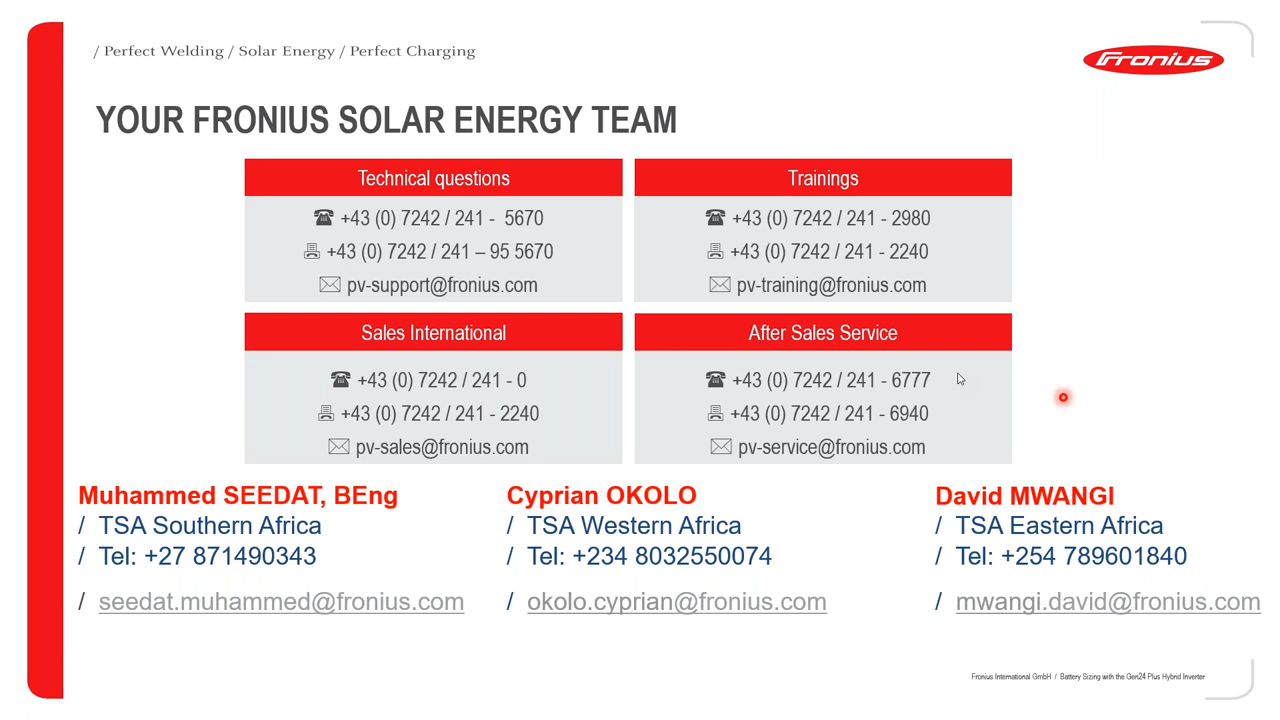 / Perfect Welding / Solar Energy / Perfect Charging
Fronius
YOUR FRONIUS SOLAR ENERGY TEAM
Technical questions
+43 (0) 7242 / 241 -  5670
+43 (0) 7242 / 241 – 95 5670
pv-support@fronius.com
Trainings
+43 (0) 7242 / 241 - 2980
+43 (0) 7242 / 241 - 2240
pv-training@fronius.com
Sales International
+43 (0) 7242 / 241 - 0
+43 (0) 7242 / 241 - 2240
pv-sales@fronius.com
After Sales Service
+43 (0) 7242 / 241 - 6777
+43 (0) 7242 / 241 - 6940
pv-service@fronius.com
Muhammed SEEDAT, BEng
/ TSA Southern Africa
/ Tel: +27 871490343
/ seedat.muhammed@fronius.com
Cyprian OKOLO
/ TSA Western Africa
/ Tel: +234 8032550074
/ okolo.cyprian@fronius.com
David MWANGI
/ TSA Eastern Africa
/ Tel: +254 789601840
/ mwangi.david@fronius.com
Fronius International GmbH / Battery Sizing with the Gen24 Plus Hybrid Inverter